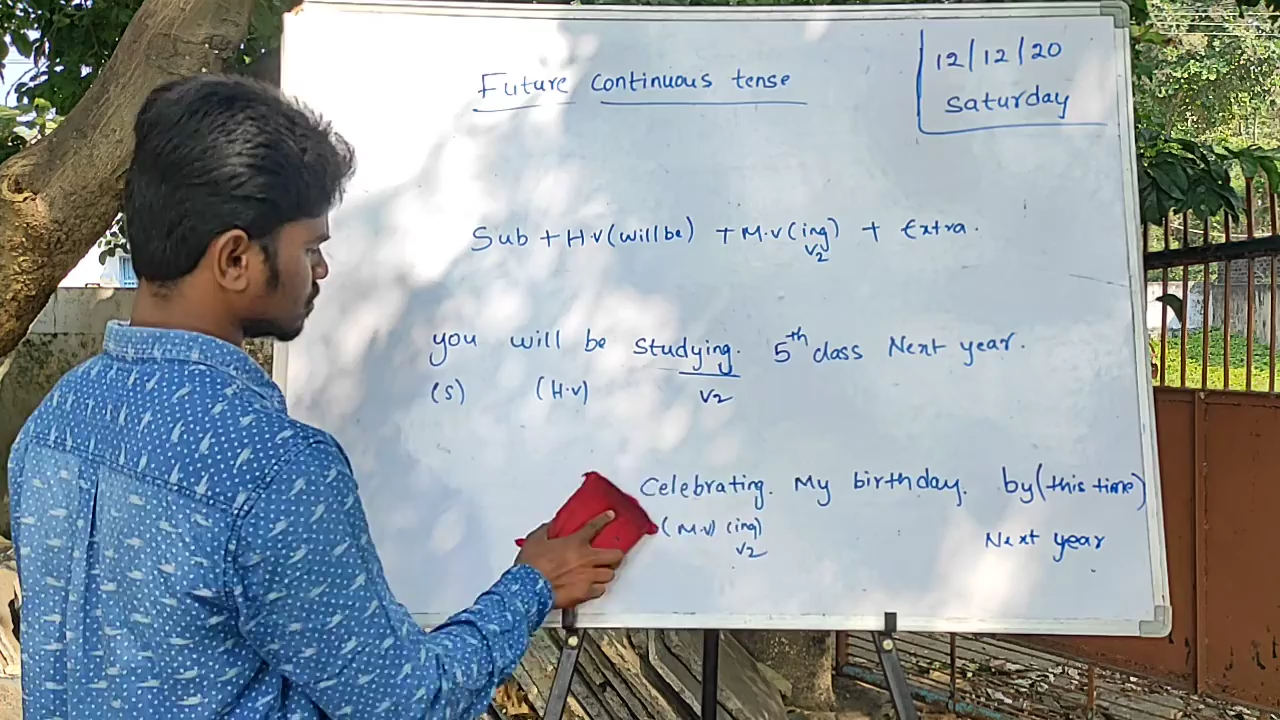 Future continuous tense
12/12/20
Saturday
Sub + H.V (will be) + M.V (ing) + Extra.
V2
you will be studying. 5th class Next year.
(S) (H.V) V2
Celebrating. My birthday. by (this time)
(M.V) (ing)
V2
Next year